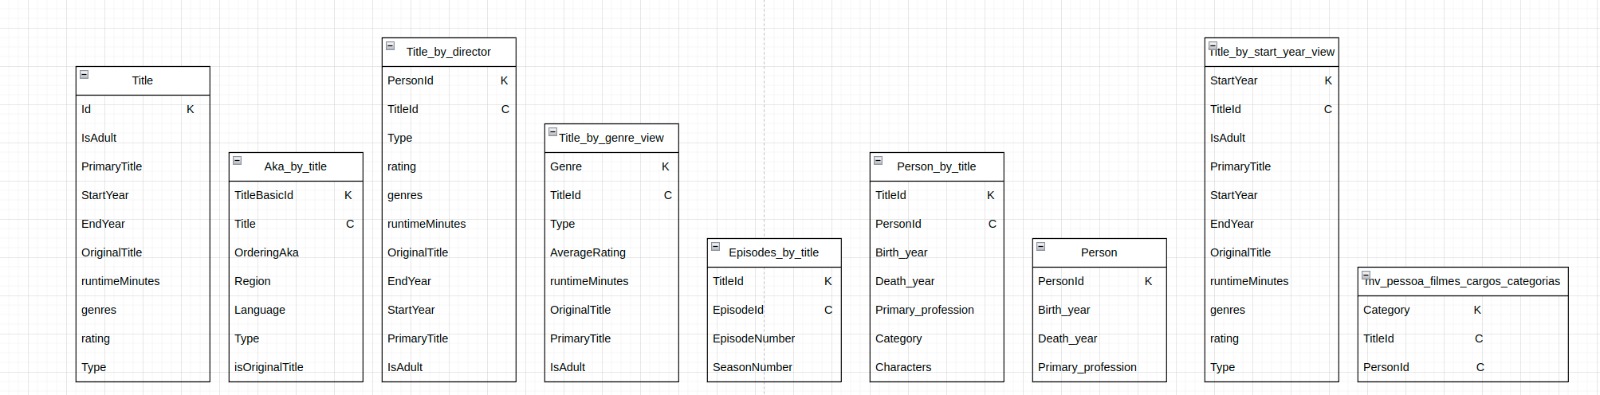 Title
Id K
IsAdult
PrimaryTitle
StartYear
EndYear
OriginalTitle
runtimeMinutes
genres
rating
Type
Aka_by_title
TitleBasicId K
Title C
OrderingAka
Region
Language
Type
isOriginalTitle
Title_by_director
PersonId K
TitleId C
Type
rating
genres
runtimeMinutes
OriginalTitle
EndYear
StartYear
PrimaryTitle
IsAdult
Title_by_genre_view
Genre K
TitleId C
Type
AverageRating
runtimeMinutes
OriginalTitle
PrimaryTitle
IsAdult
Episodes_by_title
TitleId K
EpisodeId C
EpisodeNumber
SeasonNumber
Person_by_title
TitleId K
PersonId C
Birth_year
Death_year
Primary_profession
Category
Characters
Person
PersonId K
Birth_year
Death_year
Primary_profession
Title_by_start_year_view
StartYear K
TitleId C
IsAdult
PrimaryTitle
StartYear
EndYear
OriginalTitle
runtimeMinutes
genres
rating
Type
mv_pessoa_filmes_cargos_categorias
Category K
TitleId C
PersonId C